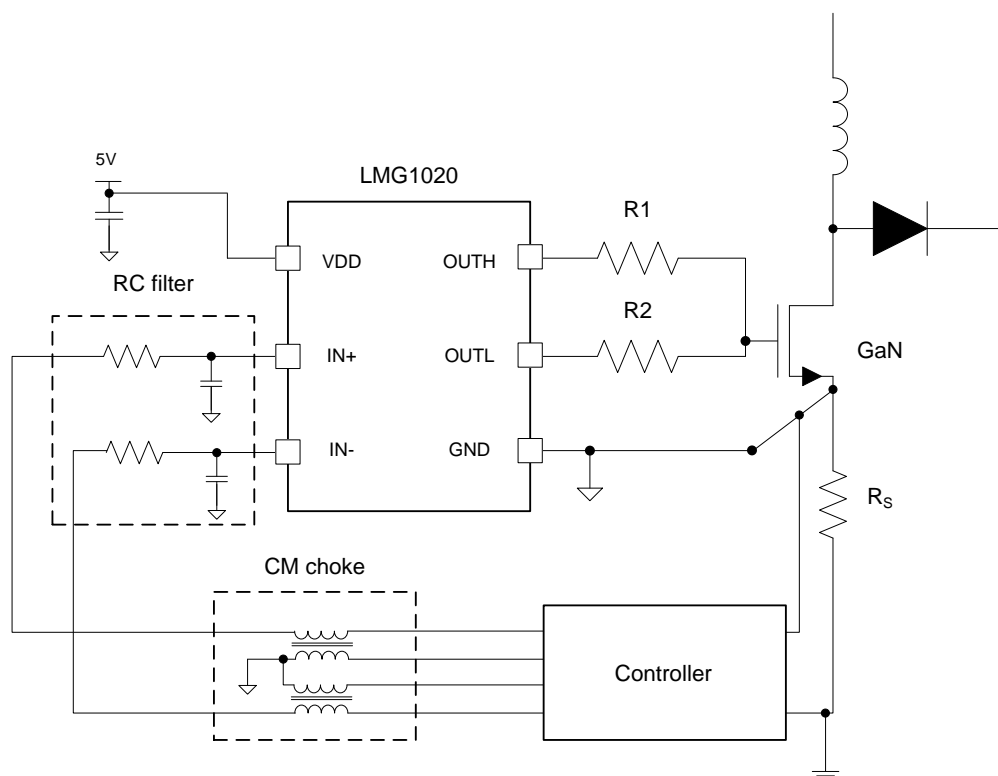 5V
LMG1020
R1
VDD
OUTH
RC filter
R2
IN+
OUTL
GaN
IN-
GND
RS
CM choke
Controller